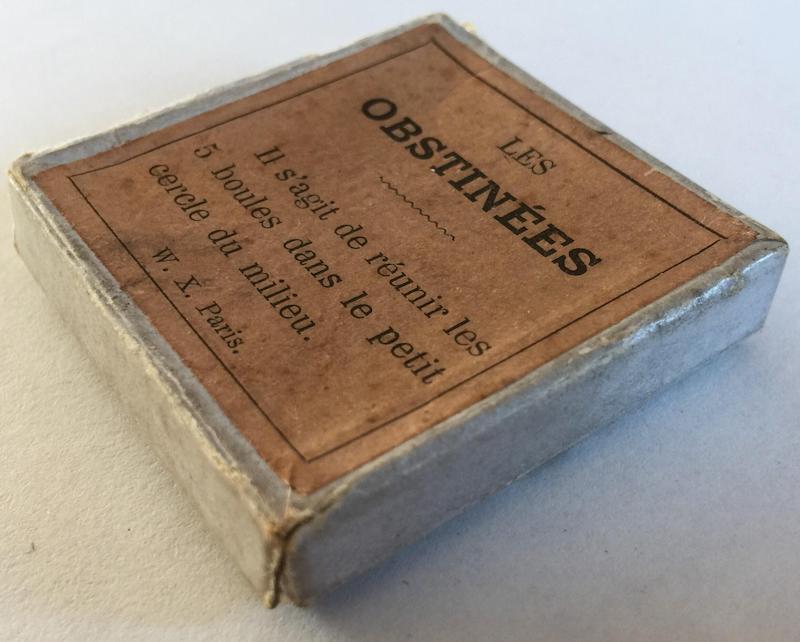 LES
OBSTINÉES
Il s'agit de réunir les
5 boules dans le petit
cercle du milieu.
W. X. Paris.